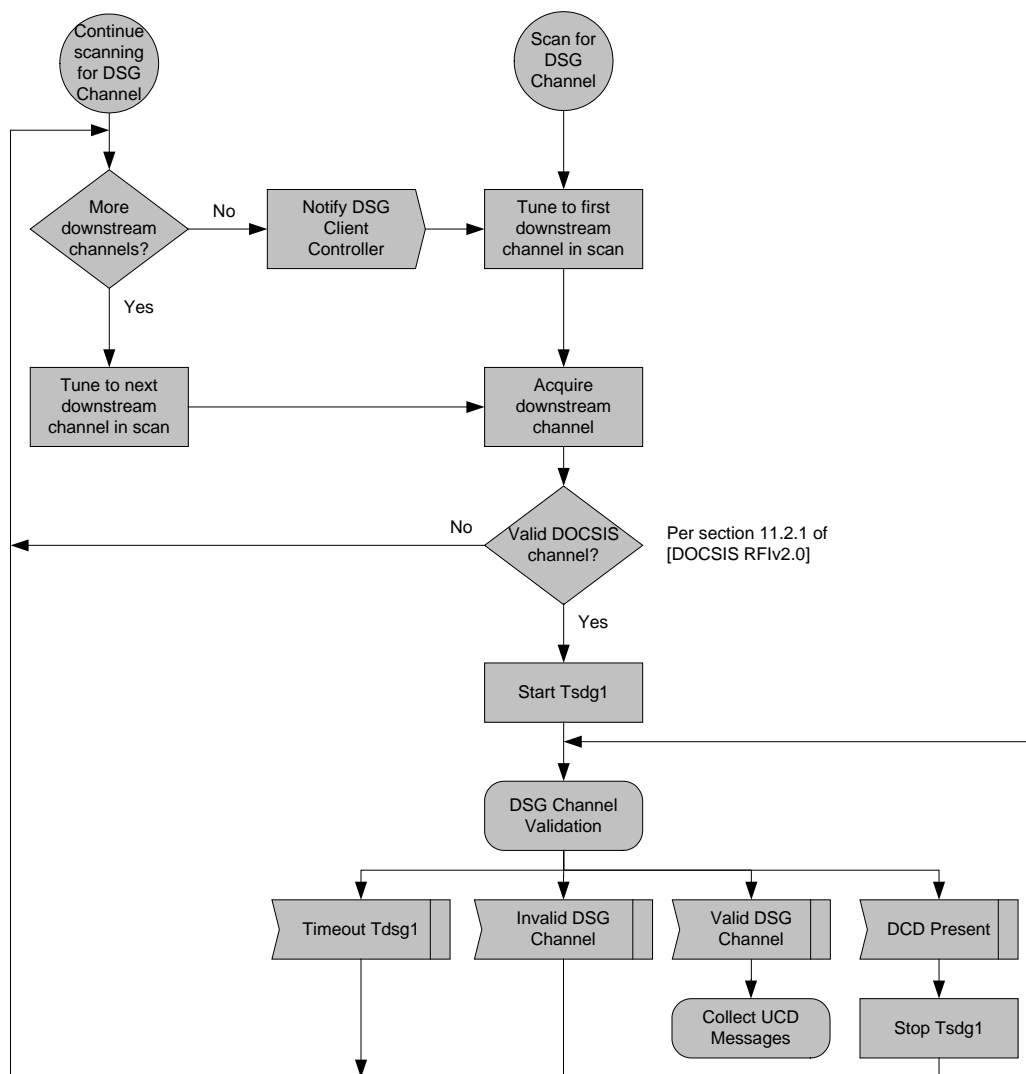 Continue
scanning
for DSG
Channel
Scan for
DSG
Channel
More
downstream
channels?
No
Notify DSG
Client
Controller
Tune to first
downstream
channel in scan
Yes
Tune to next
downstream
channel in scan
Acquire
downstream
channel
No
Valid DOCSIS
channel?
Per section 11.2.1 of
[DOCSIS RFIv2.0]
Yes
Start Tsdg1
DSG Channel
Validation
Timeout Tdsg1
Invalid DSG
Channel
Valid DSG
Channel
DCD Present
Collect UCD
Messages
Stop Tsdg1